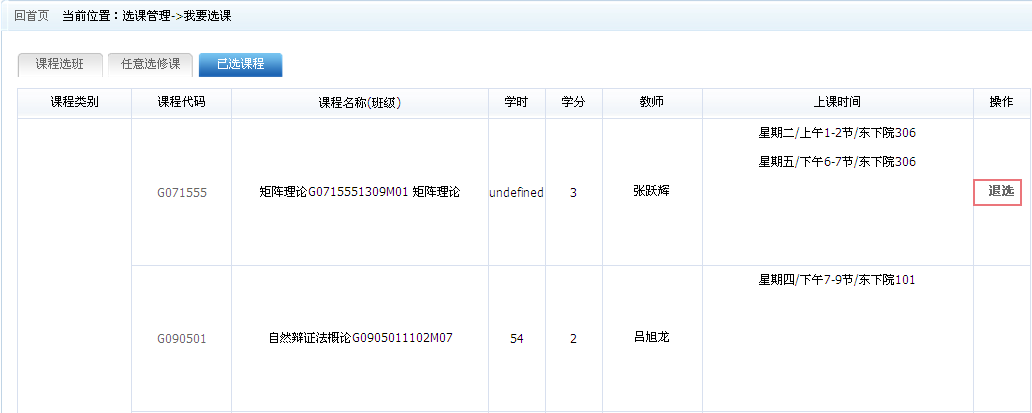 回首页 当前位置：选课管理->我要选课
课程选班 任意选修课 已选课程
课程类别 课程代码 课程名称(班级) 学时 学分 教师 上课时间 操作
星期二/上午1-2节/东下院306
星期五/下午6-7节/东下院306
G071555 矩阵理论G0715551309M01 矩阵理论 undefined 3 张跃辉 退选
星期四/下午7-9节/东下院101
G090501 自然辩证法概论G0905011102M07 54 2 吕旭龙